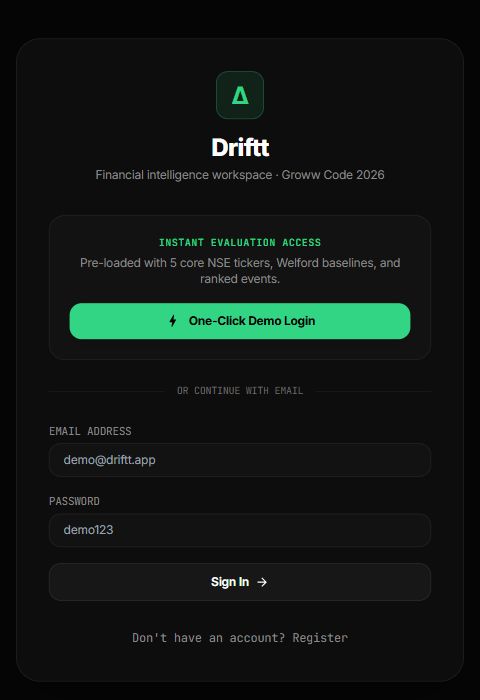 Δ
Driftt
Financial intelligence workspace · Groww Code 2026
INSTANT EVALUATION ACCESS
Pre-loaded with 5 core NSE tickers, Welford baselines, and
ranked events.
One-Click Demo Login
OR CONTINUE WITH EMAIL
EMAIL ADDRESS
demo@driftt.app
PASSWORD
demo123
Sign In →
Don't have an account? Register